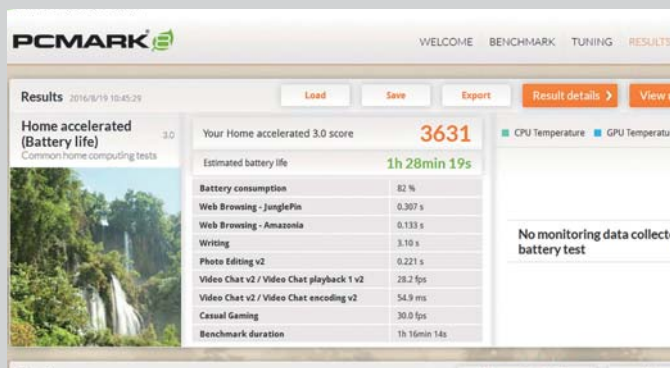 PCMARK 8
WELCOME BENCHMARK TUNING RESULTS
Results 2016/8/19 10:45:29 Load Save Export Result details View
Home accelerated 3.0
(Battery life)
Common home computing tests
Your Home accelerated 3.0 score 3631
Estimated battery life 1h 28min 19s
Battery consumption 82 %
Web Browsing - JunglePin 0.307 s
Web Browsing - Amazonia 0.133 s
Writing 3.10 s
Photo Editing v2 0.221 s
Video Chat v2 / Video Chat playback 1 v2 28.2 fps
Video Chat v2 / Video Chat encoding v2 54.9 ms
Casual Gaming 30.0 fps
Benchmark duration 1h 16min 14s
CPU Temperature GPU Temperatu
No monitoring data collect
battery test